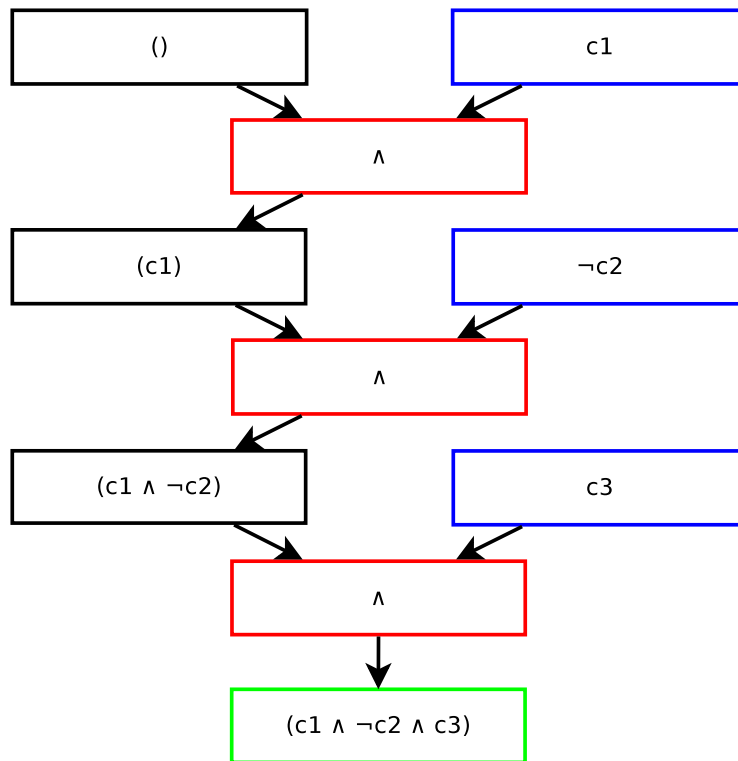 ()
c1
∧
(c1)
¬c2
∧
(c1 ∧ ¬c2)
c3
∧
(c1 ∧ ¬c2 ∧ c3)